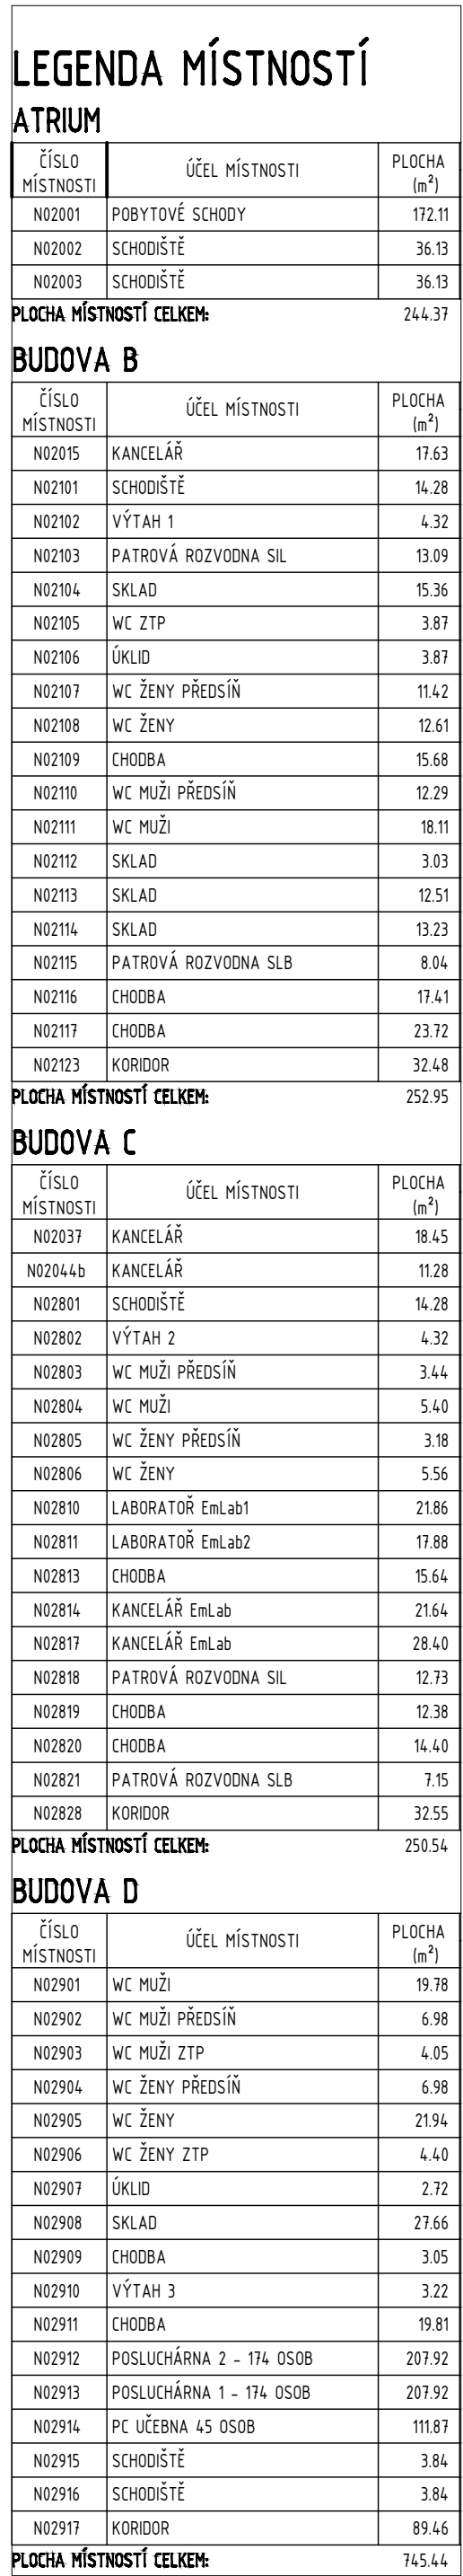 LEGENDA MÍSTNOSTÍ
ATRIUM
ČÍSLO MÍSTNOSTI ÚČEL MÍSTNOSTI PLOCHA (m²)
N02001 POBYTOVÉ SCHODY 172.11
N02002 SCHODIŠTĚ 36.13
N02003 SCHODIŠTĚ 36.13
PLOCHA MÍSTNOSTÍ CELKEM: 244.37
BUDOVA B
ČÍSLO MÍSTNOSTI ÚČEL MÍSTNOSTI PLOCHA (m²)
N02015 KANCELÁŘ 17.63
N02101 SCHODIŠTĚ 14.28
N02102 VÝTAH 1 4.32
N02103 PATROVÁ ROZVODNA SIL 13.09
N02104 SKLAD 15.36
N02105 WC ZTP 3.87
N02106 ÚKLID 3.87
N02107 WC ŽENY PŘEDSÍŇ 11.42
N02108 WC ŽENY 12.61
N02109 CHODBA 15.68
N02110 WC MUŽI PŘEDSÍŇ 12.29
N02111 WC MUŽI 18.11
N02112 SKLAD 3.03
N02113 SKLAD 12.51
N02114 SKLAD 13.23
N02115 PATROVÁ ROZVODNA SLB 8.04
N02116 CHODBA 17.41
N02117 CHODBA 23.72
N02123 KORIDOR 32.48
PLOCHA MÍSTNOSTÍ CELKEM: 252.95
BUDOVA C
ČÍSLO MÍSTNOSTI ÚČEL MÍSTNOSTI PLOCHA (m²)
N02037 KANCELÁŘ 18.45
N02044b KANCELÁŘ 11.28
N02801 SCHODIŠTĚ 14.28
N02802 VÝTAH 2 4.32
N02803 WC MUŽI PŘEDSÍŇ 3.44
N02804 WC MUŽI 5.40
N02805 WC ŽENY PŘEDSÍŇ 3.18
N02806 WC ŽENY 5.56
N02810 LABORATOŘ EmLab1 21.86
N02811 LABORATOŘ EmLab2 17.88
N02813 CHODBA 15.64
N02814 KANCELÁŘ EmLab 21.64
N02817 KANCELÁŘ EmLab 28.40
N02818 PATROVÁ ROZVODNA SIL 12.73
N02819 CHODBA 12.38
N02820 CHODBA 14.40
N02821 PATROVÁ ROZVODNA SLB 7.15
N02828 KORIDOR 32.55
PLOCHA MÍSTNOSTÍ CELKEM: 250.54
BUDOVA D
ČÍSLO MÍSTNOSTI ÚČEL MÍSTNOSTI PLOCHA (m²)
N02901 WC MUŽI 19.78
N02902 WC MUŽI PŘEDSÍŇ 6.98
N02903 WC MUŽI ZTP 4.05
N02904 WC ŽENY PŘEDSÍŇ 6.98
N02905 WC ŽENY 21.94
N02906 WC ŽENY ZTP 4.40
N02907 ÚKLID 2.72
N02908 SKLAD 27.66
N02909 CHODBA 3.05
N02910 VÝTAH 3 3.22
N02911 CHODBA 19.81
N02912 POSLUCHÁRNA 2 - 174 OSOB 207.92
N02913 POSLUCHÁRNA 1 - 174 OSOB 207.92
N02914 PC UČEBNA 45 OSOB 111.87
N02915 SCHODIŠTĚ 3.84
N02916 SCHODIŠTĚ 3.84
N02917 KORIDOR 89.46
PLOCHA MÍSTNOSTÍ CELKEM: 745.44